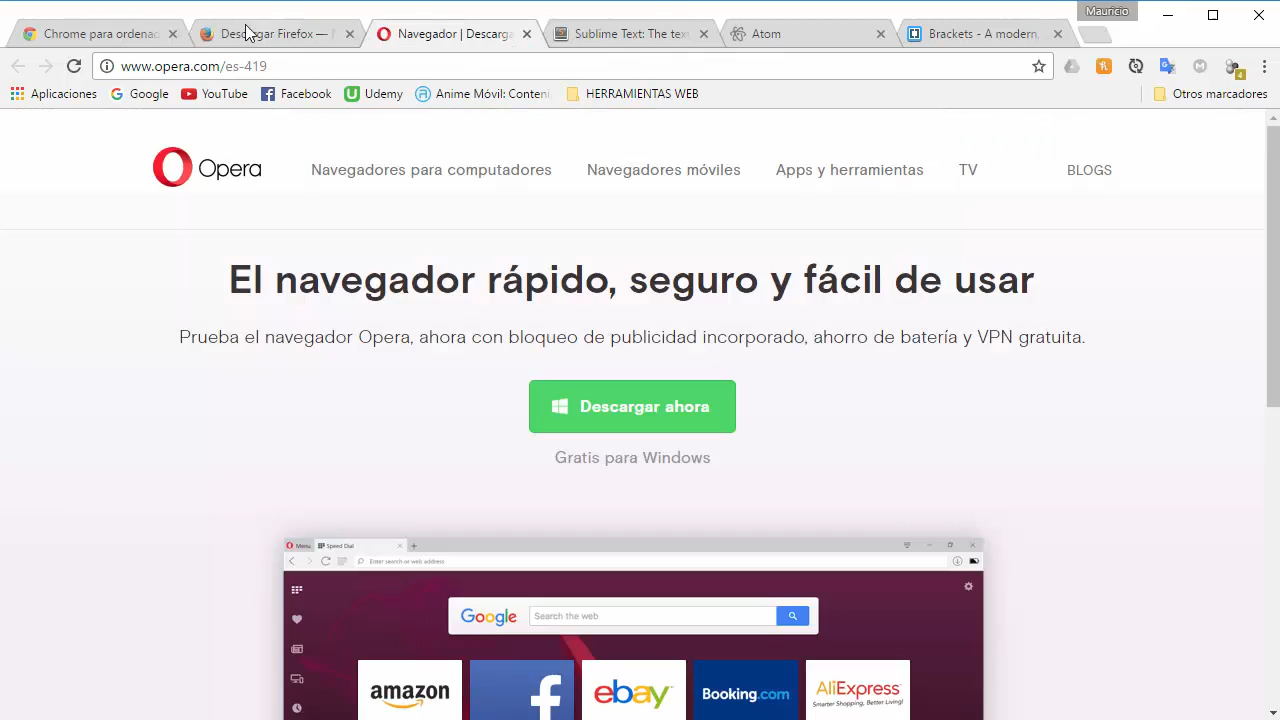 Mauricio
Chrome para ordenad
Descargar Firefox —
Navegador | Descarga
Sublime Text: The tex
Atom
Brackets - A modern,
www.opera.com/es-419
4
Aplicaciones
Google
YouTube
Facebook
Udemy
Anime Móvil: Conteni
HERRAMIENTAS WEB
Otros marcadores
Opera
Navegadores para computadores
Navegadores móviles
Apps y herramientas
TV
BLOGS
El navegador rápido, seguro y fácil de usar
Prueba el navegador Opera, ahora con bloqueo de publicidad incorporado, ahorro de batería y VPN gratuita.
Descargar ahora
Gratis para Windows
Menu
Speed Dial
Enter search or web address
Google
Search the web
amazon
f
ebay
Booking.com
AliExpress
Smarter Shopping, Better Living!